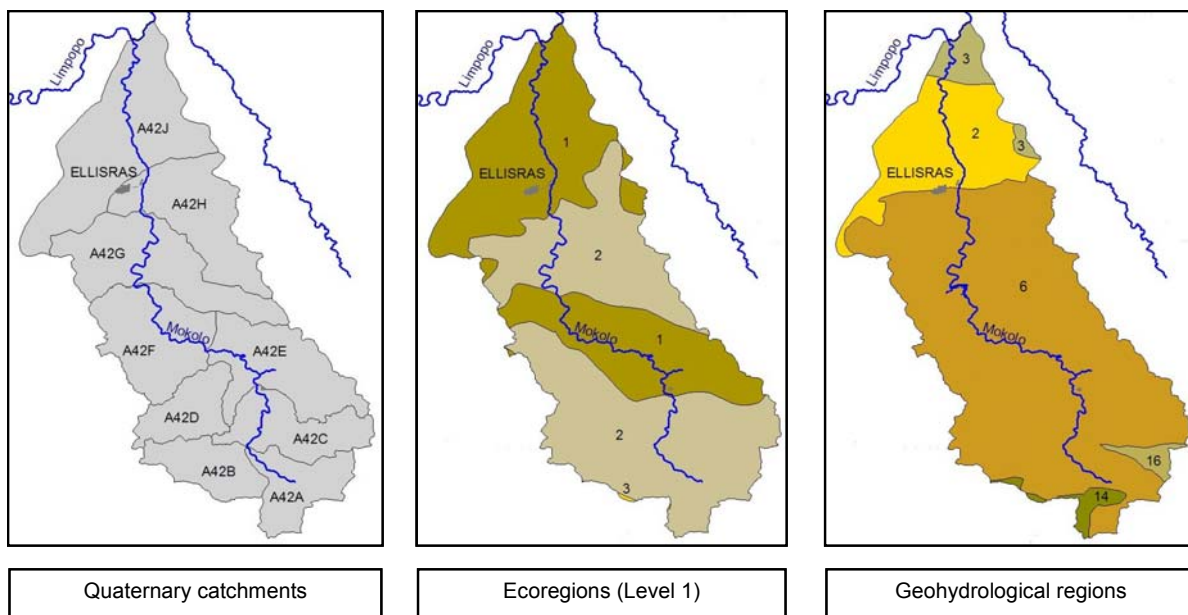 Limpopo
A42J
ELLISRAS
A42H
A42G
Mokolo
A42F
A42E
A42D
A42C
A42B
A42A
Quaternary catchments
Limpopo
1
ELLISRAS
2
Mokolo
1
2
3
Ecoregions (Level 1)
Limpopo
3
2
3
ELLISRAS
6
Mokolo
16
14
Geohydrological regions